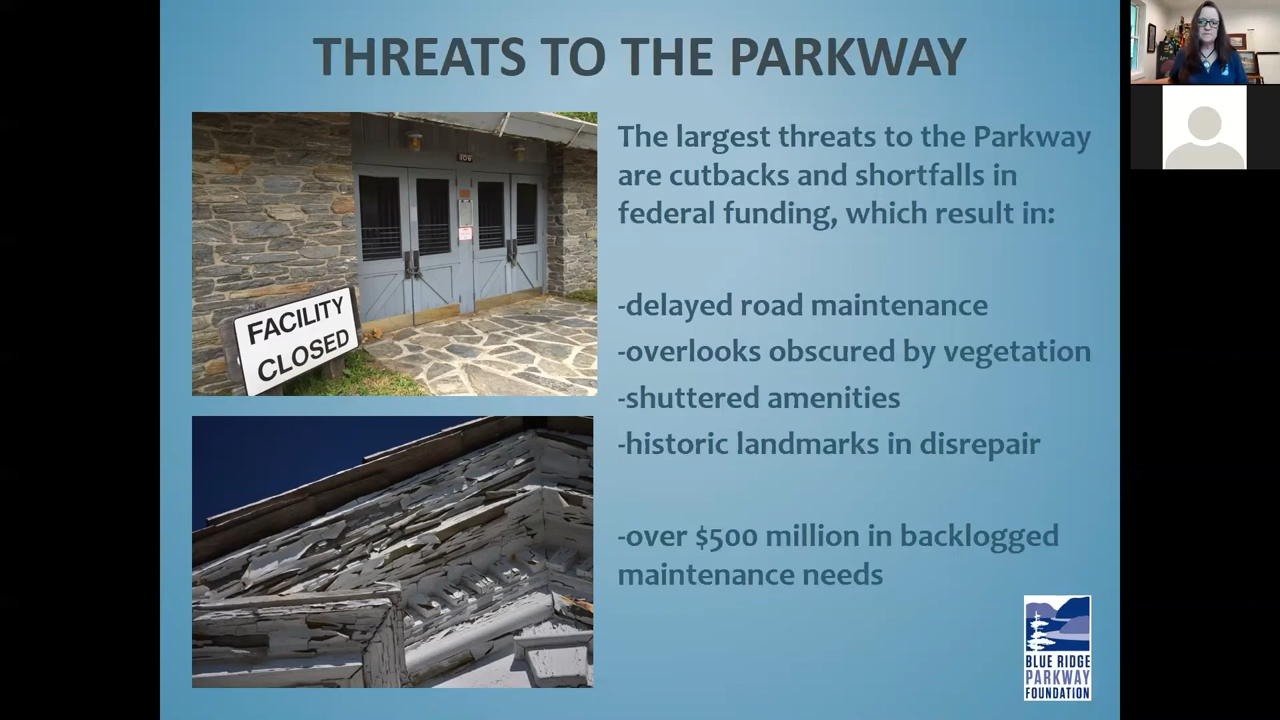 THREATS TO THE PARKWAY
The largest threats to the Parkway
are cutbacks and shortfalls in
federal funding, which result in:
-delayed road maintenance
-overlooks obscured by vegetation
-shuttered amenities
-historic landmarks in disrepair
-over $500 million in backlogged
maintenance needs
106
FACILITY
CLOSED
BLUE RIDGE
PARKWAY
FOUNDATION